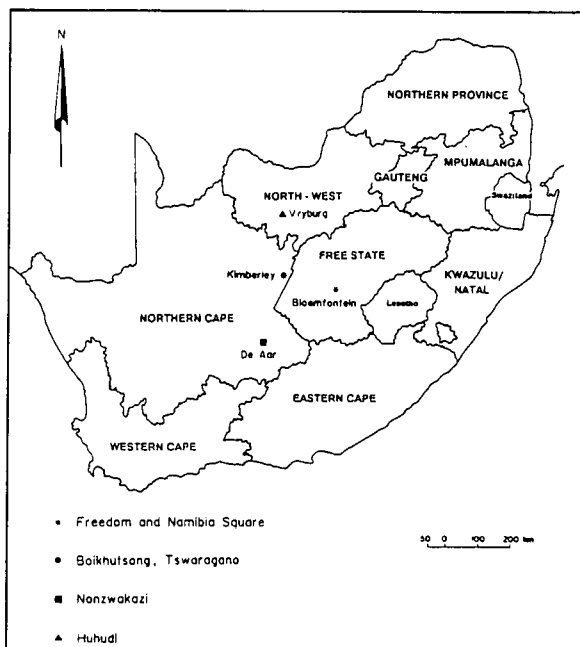 N
NORTHERN PROVINCE
MPUMALANGA
GAUTENG
Swaziland
NORTH - WEST
Vryburg
FREE STATE
KWAZULU/
NATAL
Kimberley
Bloemfontein
Lesotho
NORTHERN CAPE
De Aar
EASTERN CAPE
WESTERN CAPE
Freedom and Namibia Square
50 0 100 200 km
Boikhutsong, Tswaragano
Nonzwakazi
Huhudi